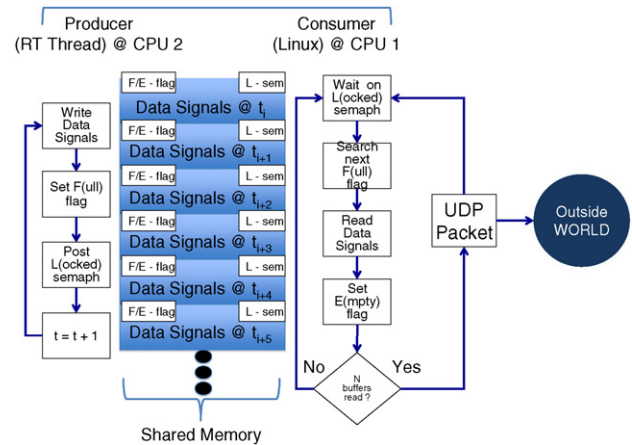 Producer
(RT Thread) @ CPU 2
Consumer
(Linux) @ CPU 1
Write
Data
Signals
Set F(ull)
flag
Post
L(ocked)
semaph
t = t + 1
F/E - flag
L - sem
Data Signals @ ti
F/E - flag
L - sem
Data Signals @ ti+1
F/E - flag
L - sem
Data Signals @ ti+2
F/E - flag
L - sem
Data Signals @ ti+3
F/E - flag
L - sem
Data Signals @ ti+4
F/E - flag
L - sem
Data Signals @ ti+5
Shared Memory
Wait on
L(ocked)
semaph
Search
next
F(ull)
flag
Read
Data
Signals
Set
E(mpty)
flag
No
Yes
N
buffers
read ?
UDP
Packet
Outside
WORLD